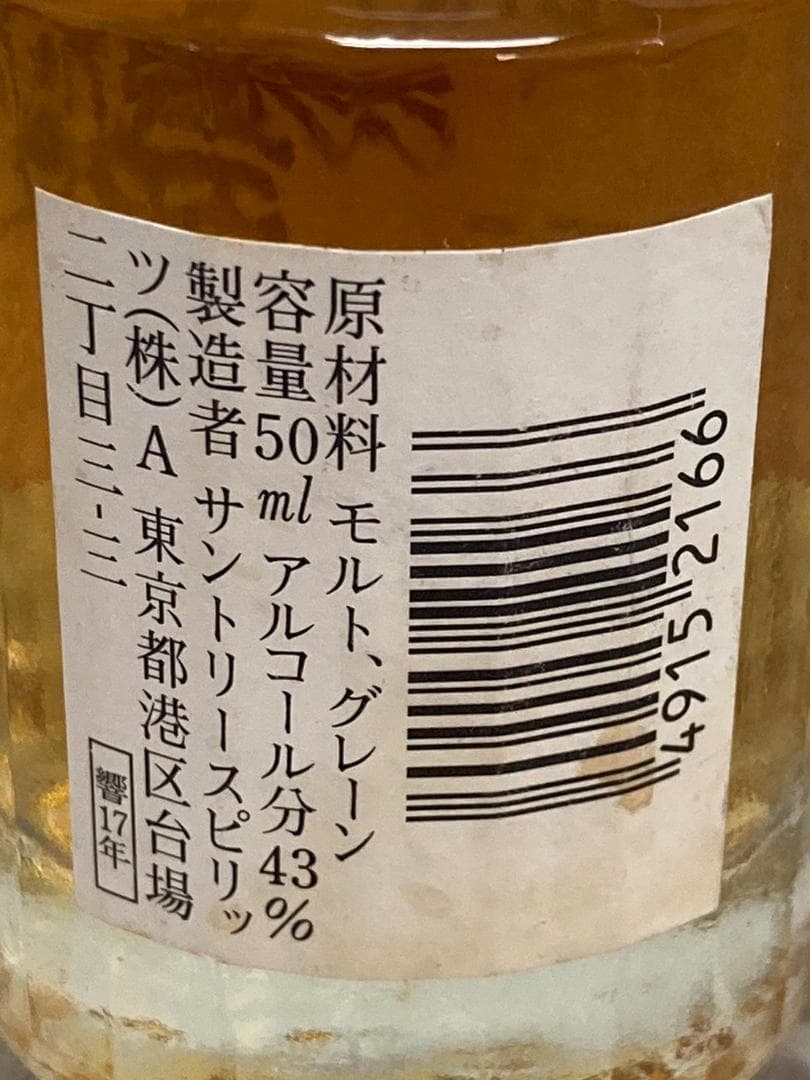 原材料 モルト、グレーン
容量50ml アルコール分43%
製造者 サントリースピリッ
ツ(株)A 東京都港区台場
二丁目三-三
響17年
4915 2166